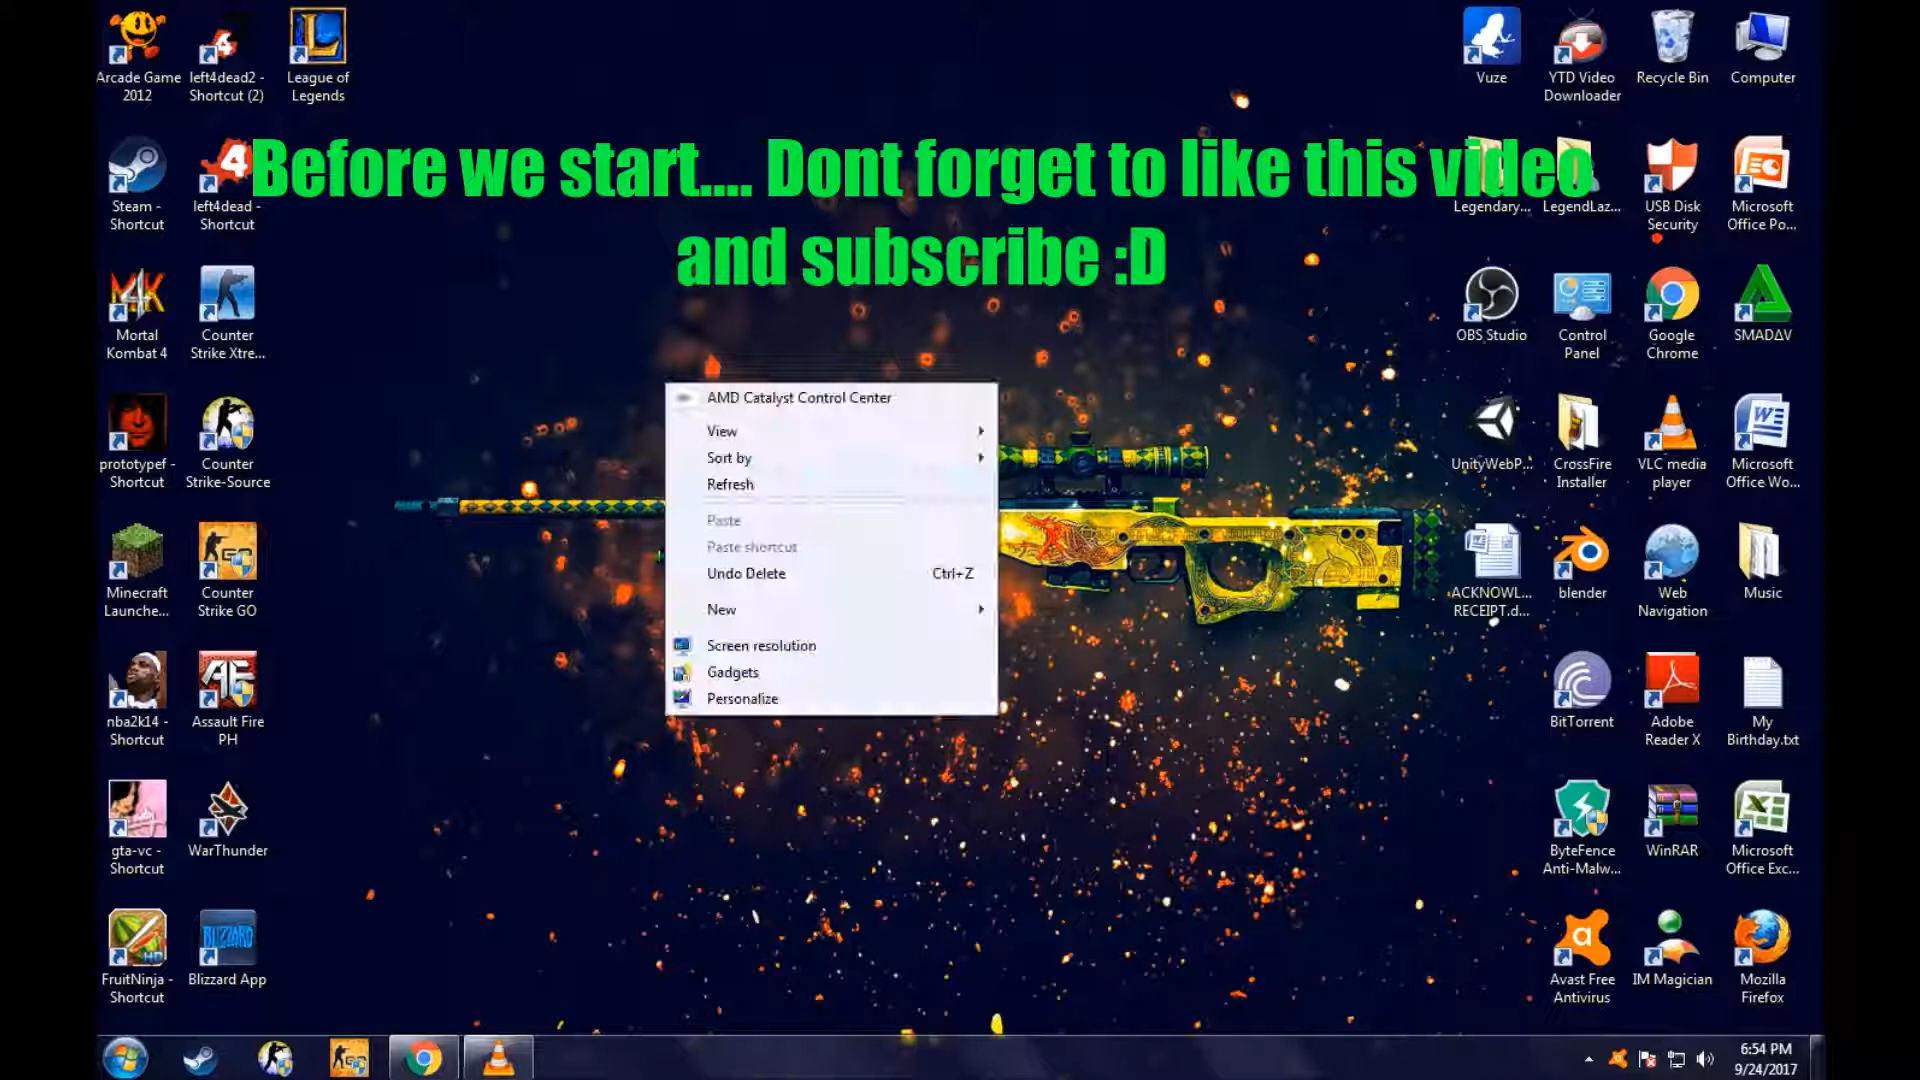 Arcade Game
2012
left4dead2 -
Shortcut (2)
League of
Legends
Vuze
YTD Video
Downloader
Recycle Bin
Computer
Before we start.... Dont forget to like this video
and subscribe :D
Steam -
Shortcut
left4dead -
Shortcut
Legendary...
LegendLaz...
USB Disk
Security
Microsoft
Office Po...
Mortal
Kombat 4
Counter
Strike Xtre...
OBS Studio
Control
Panel
Google
Chrome
SMADΔV
prototypef -
Shortcut
Counter
Strike-Source
UnityWebP...
CrossFire
Installer
VLC media
player
Microsoft
Office Wo...
Minecraft
Launche...
Counter
Strike GO
ACKNOWL...
RECEIPT.d...
blender
Web
Navigation
Music
nba2k14 -
Shortcut
Assault Fire
PH
BitTorrent
Adobe
Reader X
My
Birthday.txt
gta-vc -
Shortcut
WarThunder
ByteFence
Anti-Malw...
WinRAR
Microsoft
Office Exc...
FruitNinja -
Shortcut
BLIZZARD
Blizzard App
Avast Free
Antivirus
IM Magician
Mozilla
Firefox
AMD Catalyst Control Center
View
Sort by
Refresh
Paste
Paste shortcut
Undo Delete Ctrl+Z
New
Screen resolution
Gadgets
Personalize
6:54 PM
9/24/2017